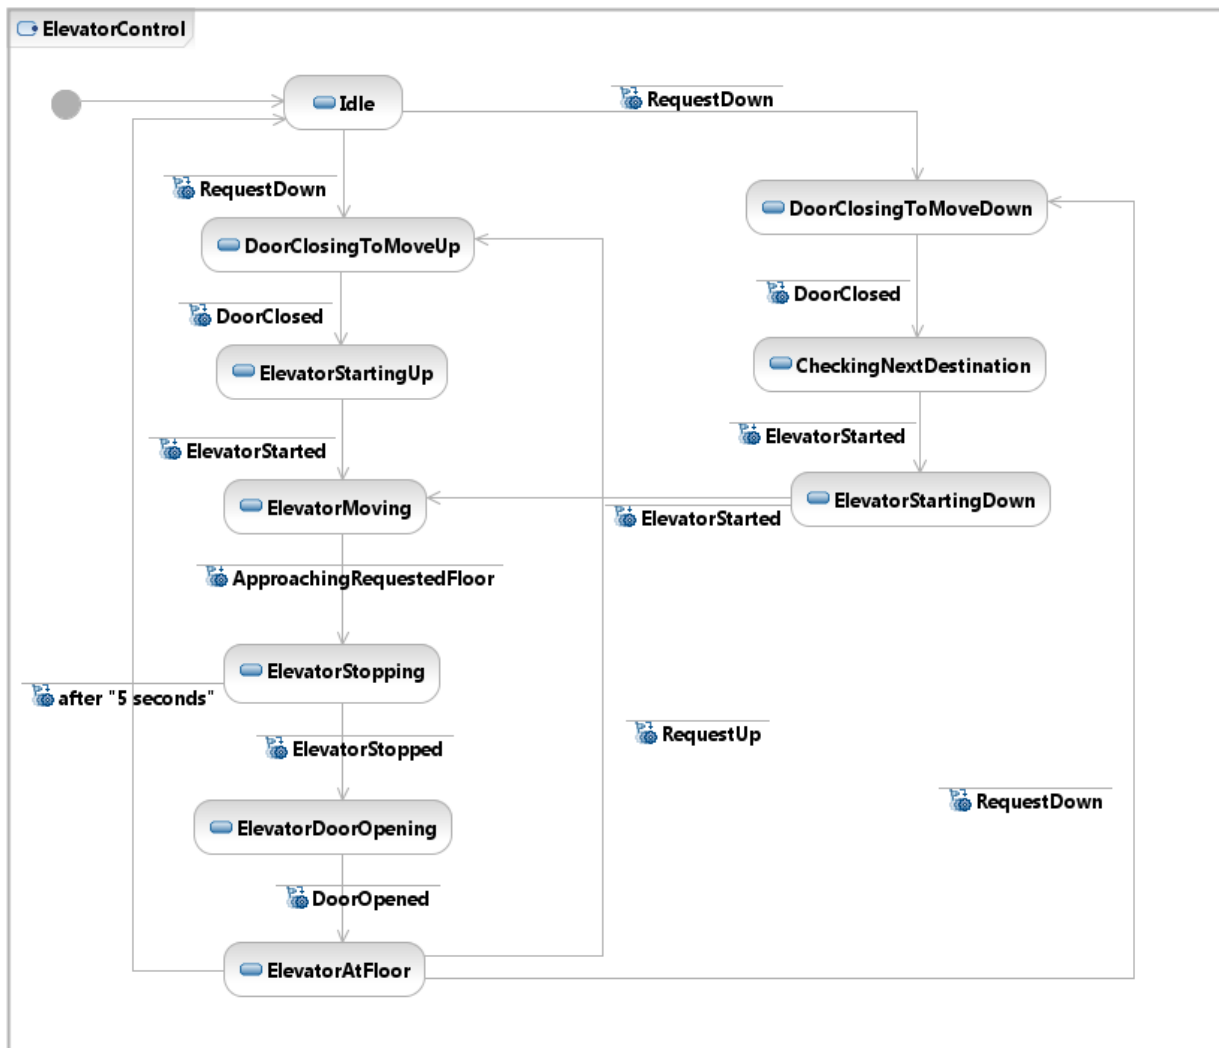 ElevatorControl
Idle
RequestDown
RequestDown
DoorClosingToMoveDown
DoorClosingToMoveUp
DoorClosed
DoorClosed
CheckingNextDestination
ElevatorStartingUp
ElevatorStarted
ElevatorStarted
ElevatorStartingDown
ElevatorMoving
ElevatorStarted
ApproachingRequestedFloor
ElevatorStopping
after "5 seconds"
RequestUp
ElevatorStopped
RequestDown
ElevatorDoorOpening
DoorOpened
ElevatorAtFloor